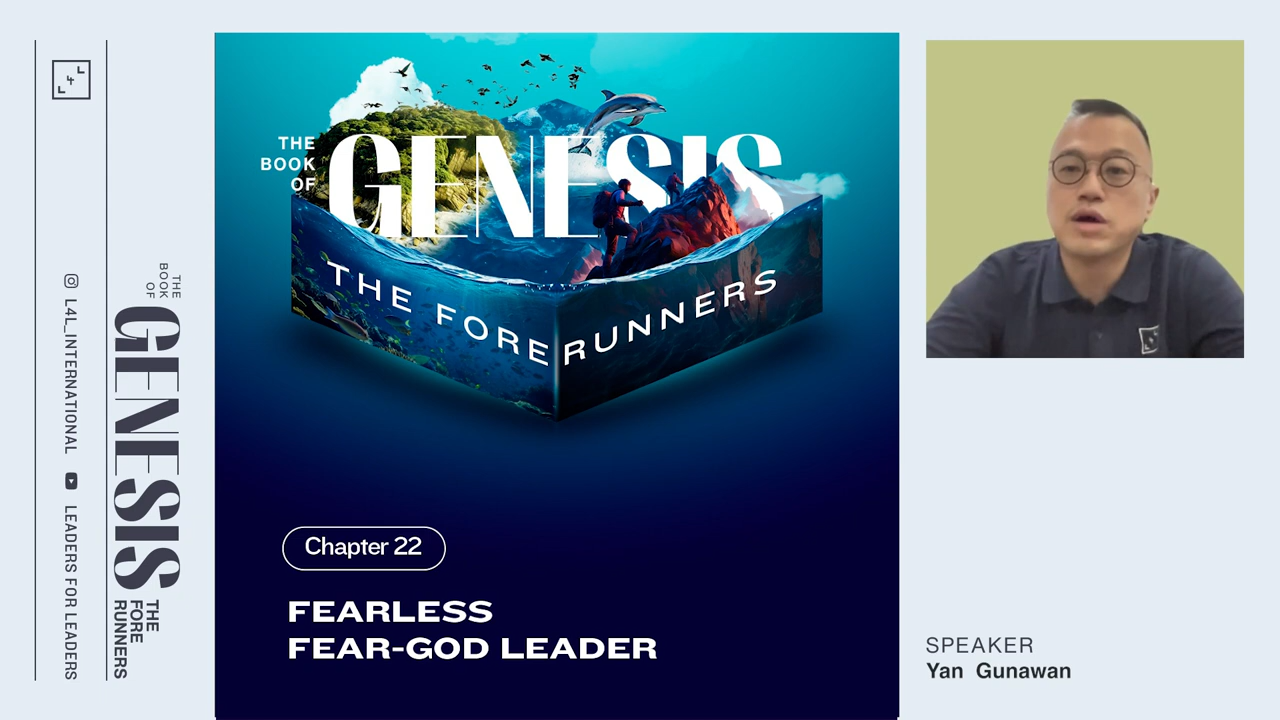 THE
BOOK
OF
GENESIS
THE FORERUNNERS
Chapter 22
FEARLESS
FEAR-GOD LEADER
SPEAKER
Yan Gunawan
L4L_INTERNATIONAL
LEADERS FOR LEADERS
THE
BOOK
OF
GENESIS
THE
FORE
RUNNERS